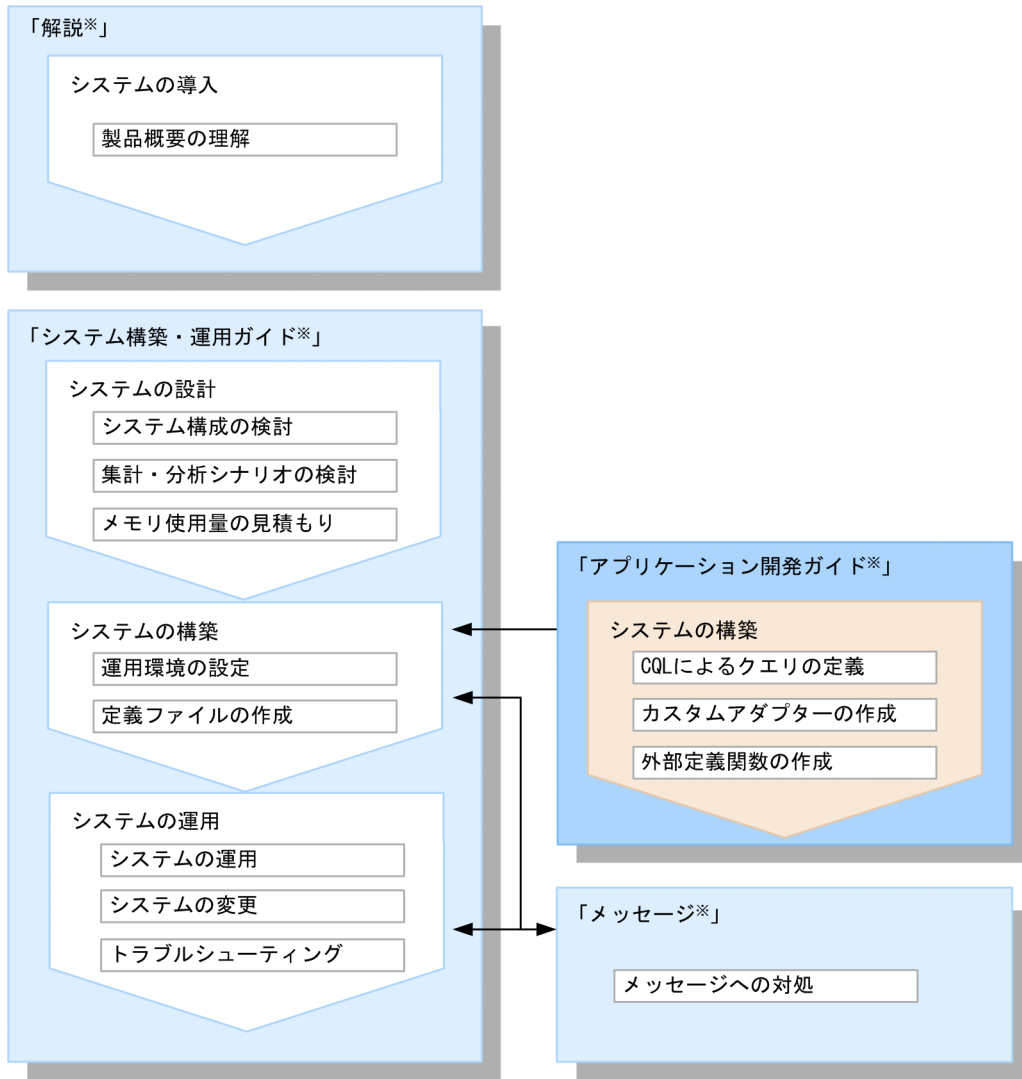 「解説※」
システムの導入
製品概要の理解
「システム構築・運用ガイド※」
システムの設計
システム構成の検討
集計・分析シナリオの検討
メモリ使用量の見積もり
システムの構築
運用環境の設定
定義ファイルの作成
システムの運用
システムの運用
システムの変更
トラブルシューティング
「アプリケーション開発ガイド※」
システムの構築
CQLによるクエリの定義
カスタムアダプターの作成
外部定義関数の作成
「メッセージ※」
メッセージへの対処